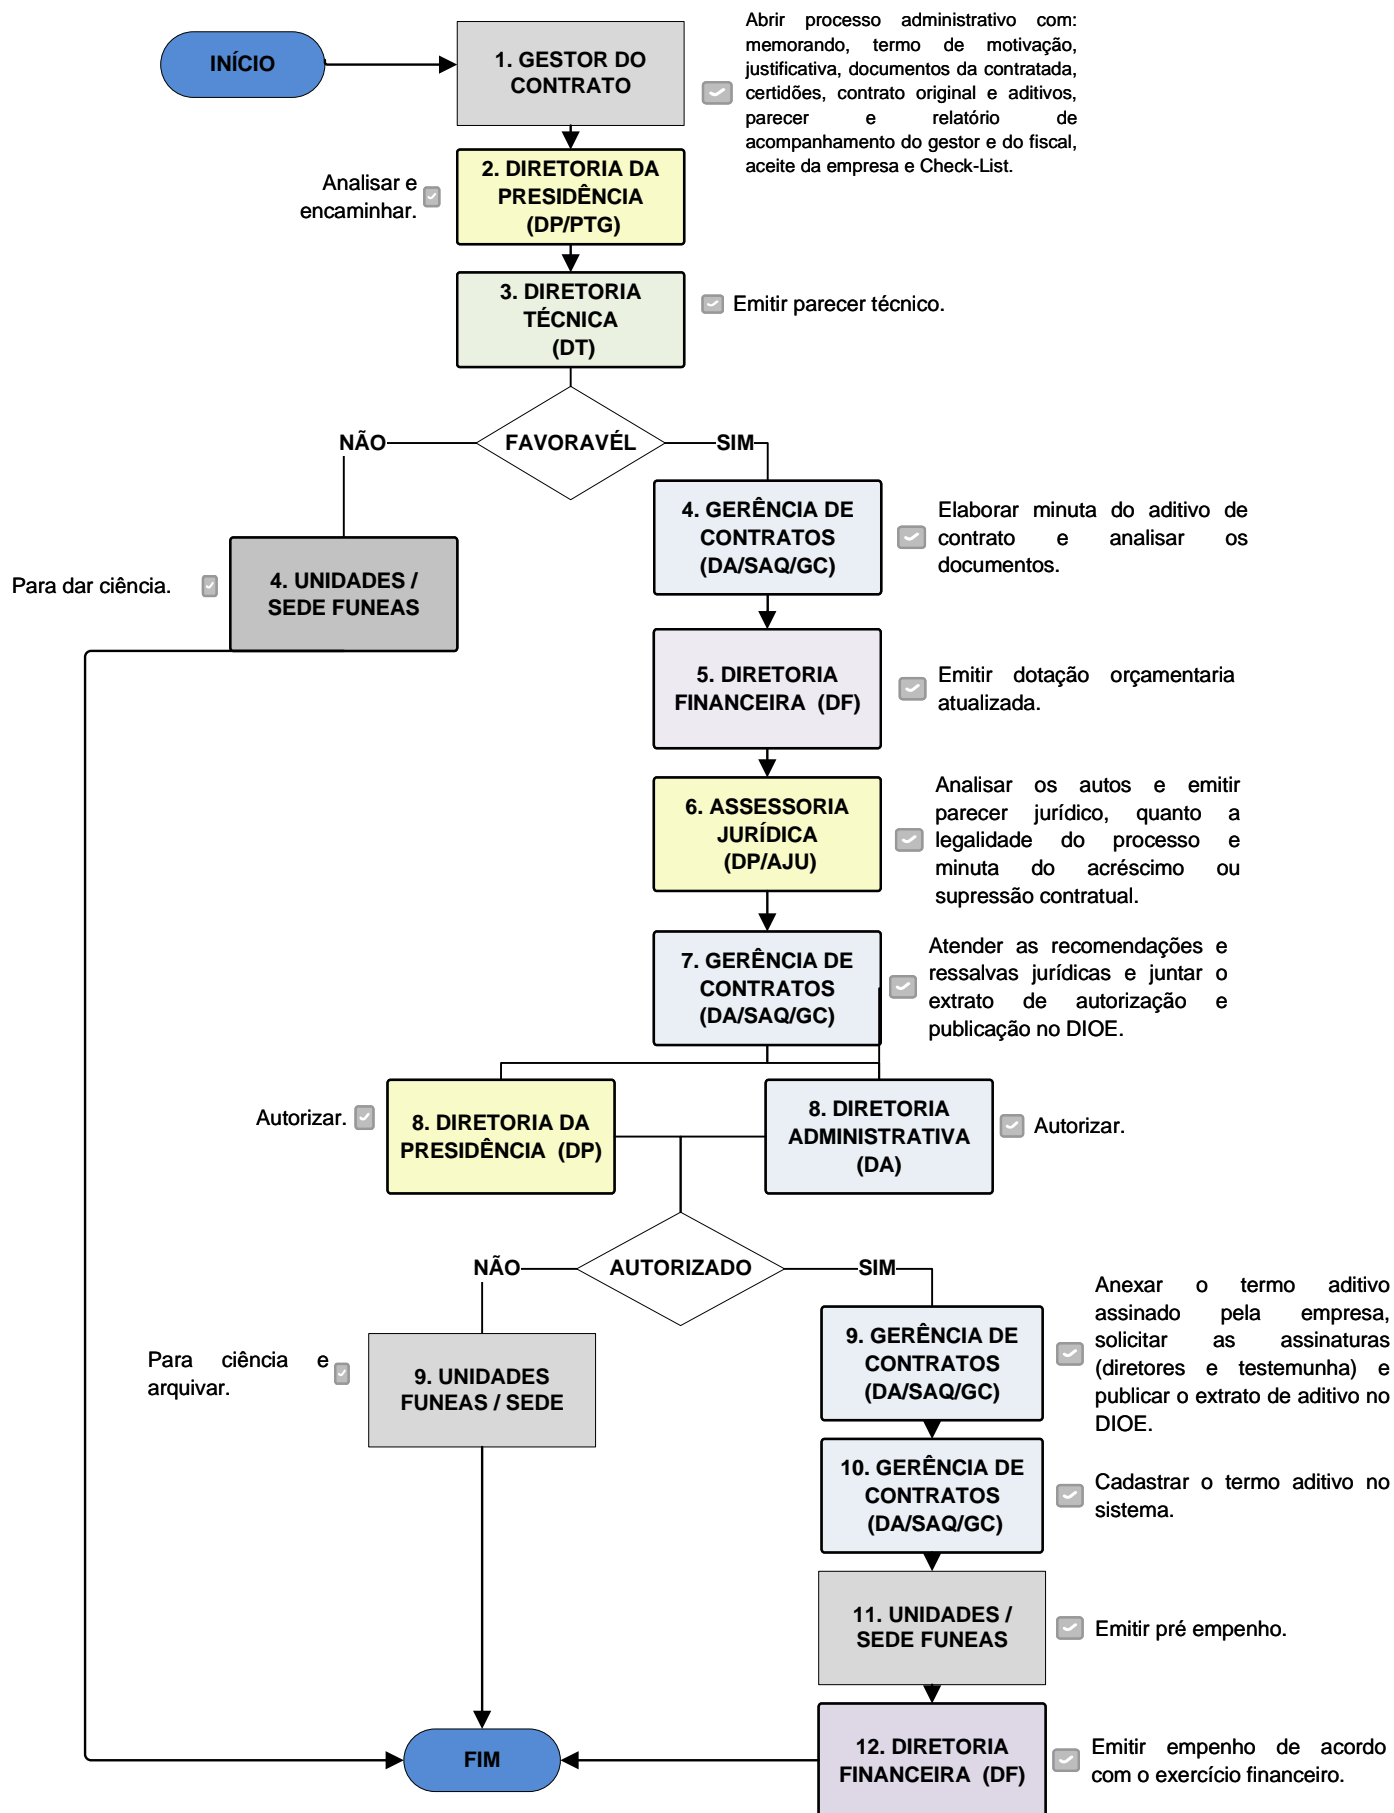 INÍCIO
1. GESTOR DO
CONTRATO
Abrir processo administrativo com:
memorando, termo de motivação,
justificativa, documentos da contratada,
certidões, contrato original e aditivos,
parecer e relatório de
acompanhamento do gestor e do fiscal,
aceite da empresa e Check-List.
2. DIRETORIA DA
PRESIDÊNCIA
(DP/PTG)
Analisar e
encaminhar.
3. DIRETORIA
TÉCNICA
(DT)
Emitir parecer técnico.
FAVORAVÉL
NÃO
SIM
4. UNIDADES /
SEDE FUNEAS
Para dar ciência.
4. GERÊNCIA DE
CONTRATOS
(DA/SAQ/GC)
Elaborar minuta do aditivo de
contrato e analisar os
documentos.
5. DIRETORIA
FINANCEIRA (DF)
Emitir dotação orçamentaria
atualizada.
6. ASSESSORIA
JURÍDICA
(DP/AJU)
Analisar os autos e emitir
parecer jurídico, quanto a
legalidade do processo e
minuta do acréscimo ou
supressão contratual.
7. GERÊNCIA DE
CONTRATOS
(DA/SAQ/GC)
Atender as recomendações e
ressalvas jurídicas e juntar o
extrato de autorização e
publicação no DIOE.
Autorizar.
8. DIRETORIA DA
PRESIDÊNCIA (DP)
8. DIRETORIA
ADMINISTRATIVA
(DA)
Autorizar.
AUTORIZADO
NÃO
SIM
Para ciência e
arquivar.
9. UNIDADES
FUNEAS / SEDE
9. GERÊNCIA DE
CONTRATOS
(DA/SAQ/GC)
Anexar o termo aditivo
assinado pela empresa,
solicitar as assinaturas
(diretores e testemunha) e
publicar o extrato de aditivo no
DIOE.
10. GERÊNCIA DE
CONTRATOS
(DA/SAQ/GC)
Cadastrar o termo aditivo no
sistema.
11. UNIDADES /
SEDE FUNEAS
Emitir pré empenho.
12. DIRETORIA
FINANCEIRA (DF)
Emitir empenho de acordo
com o exercício financeiro.
FIM